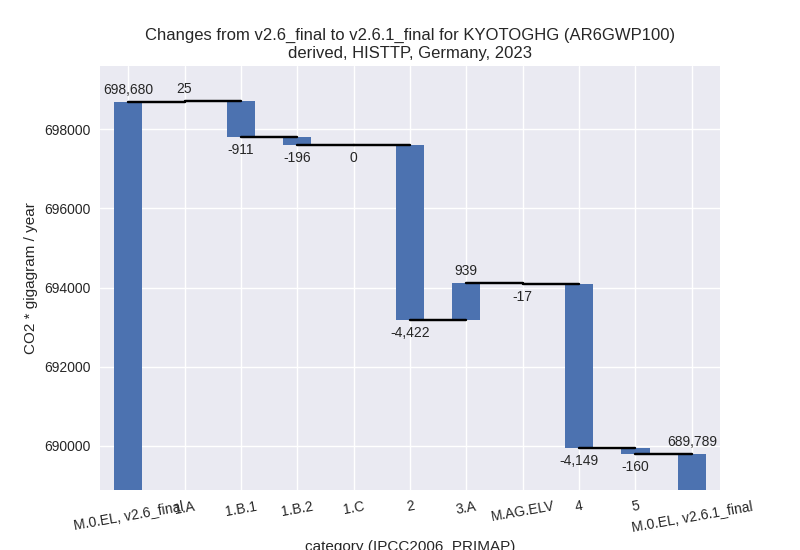 Changes from v2.6_final to v2.6.1_final for KYOTOGHG (AR6GWP100)
derived, HISTTP, Germany, 2023
CO2 * gigagram / year
698000
696000
694000
692000
690000
698,680
25
-911
-196
0
-4,422
939
-17
-4,149
-160
689,789
M.0.EL, v2.6_final
1.A
1.B.1
1.B.2
1.C
2
3.A
M.AG.ELV
4
5
M.0.EL, v2.6.1_final
category (IPCC2006_PRIMAP)